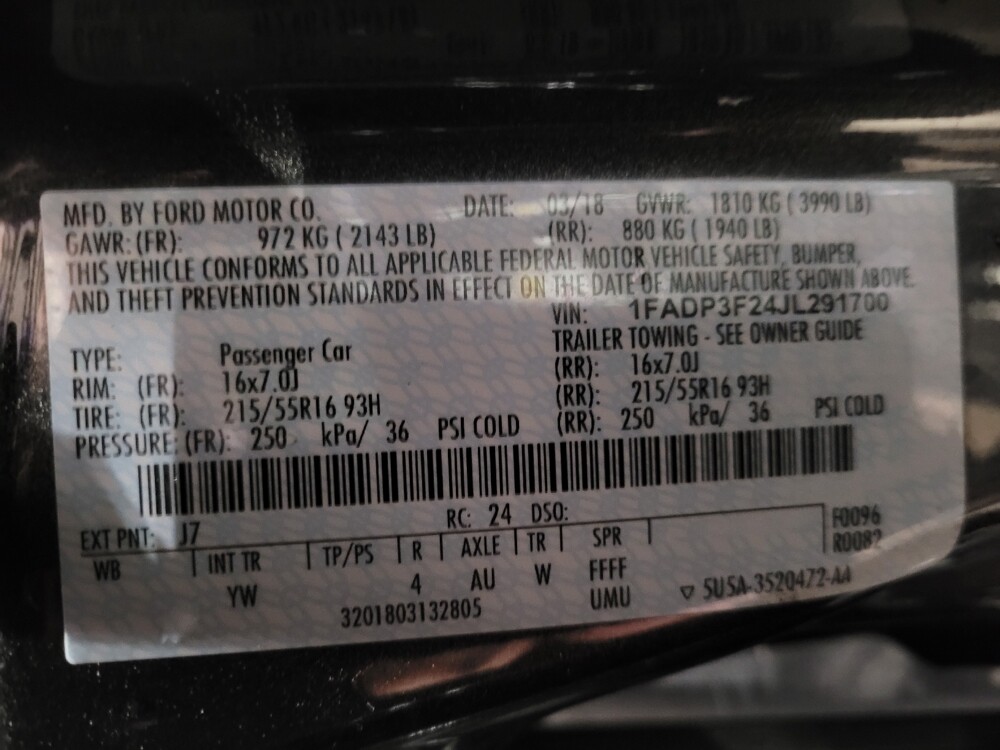 MFD. BY FORD MOTOR CO. DATE: 03/18 GVWR: 1810 KG ( 3990 LB)
GAWR: (FR): 972 KG ( 2143 LB) (RR): 880 KG ( 1940 LB)
THIS VEHICLE CONFORMS TO ALL APPLICABLE FEDERAL MOTOR VEHICLE SAFETY, BUMPER,
AND THEFT PREVENTION STANDARDS IN EFFECT ON THE DATE OF MANUFACTURE SHOWN ABOVE.
VIN: 1FADP3F24JL291700
TRAILER TOWING - SEE OWNER GUIDE
TYPE: Passenger Car
RIM: (FR): 16x7.0J (RR): 16x7.0J
TIRE: (FR): 215/55R16 93H (RR): 215/55R16 93H
PRESSURE: (FR): 250 kPa/ 36 PSI COLD (RR): 250 kPa/ 36 PSI COLD
EXT PNT: J7 RC: 24 DSO: F0096
WB INT TR TP/PS R AXLE TR SPR R0082
YW 4 AU W FFFF
3201803132805 UMU ▽ 5U5A-3520472-AA